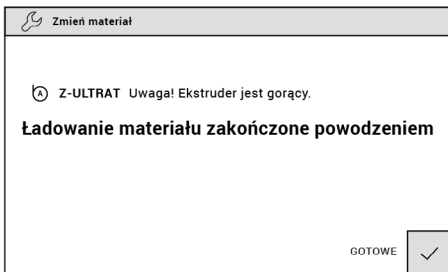 Zmień materiał
A Z-ULTRAT Uwaga! Ekstruder jest gorący.
Ładowanie materiału zakończone powodzeniem
GOTOWE